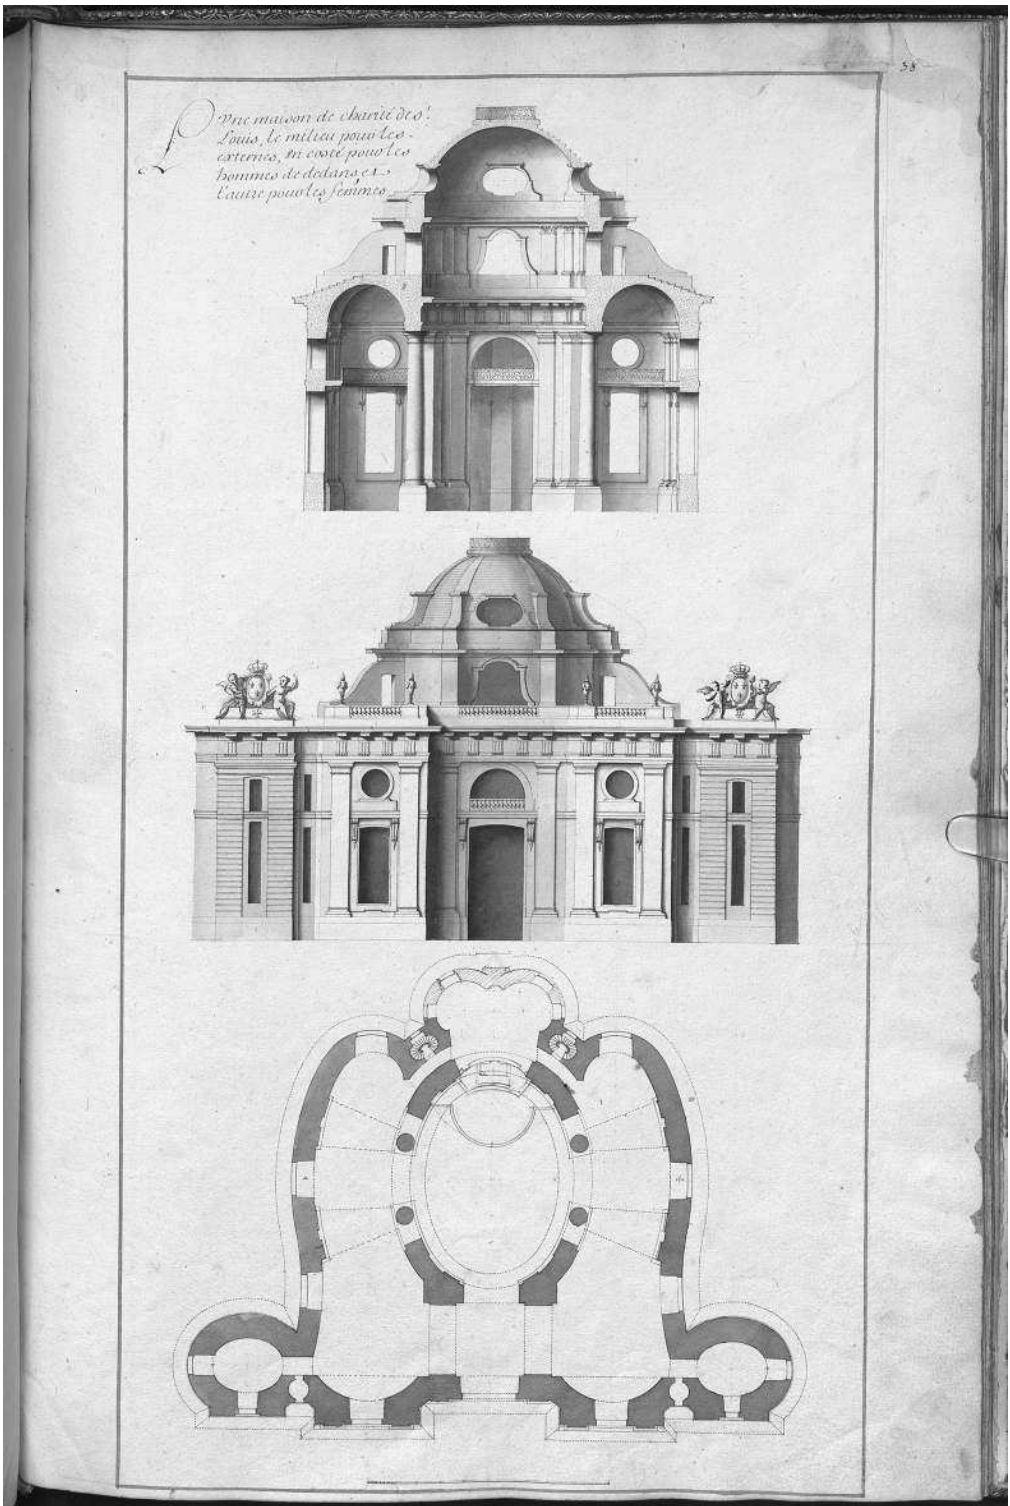 38
D'vne maison de charité de S.^t
Louis, le milieu pour les
externes, vn costé pour les
hommes de dedans, et
l'autre pour les femmes